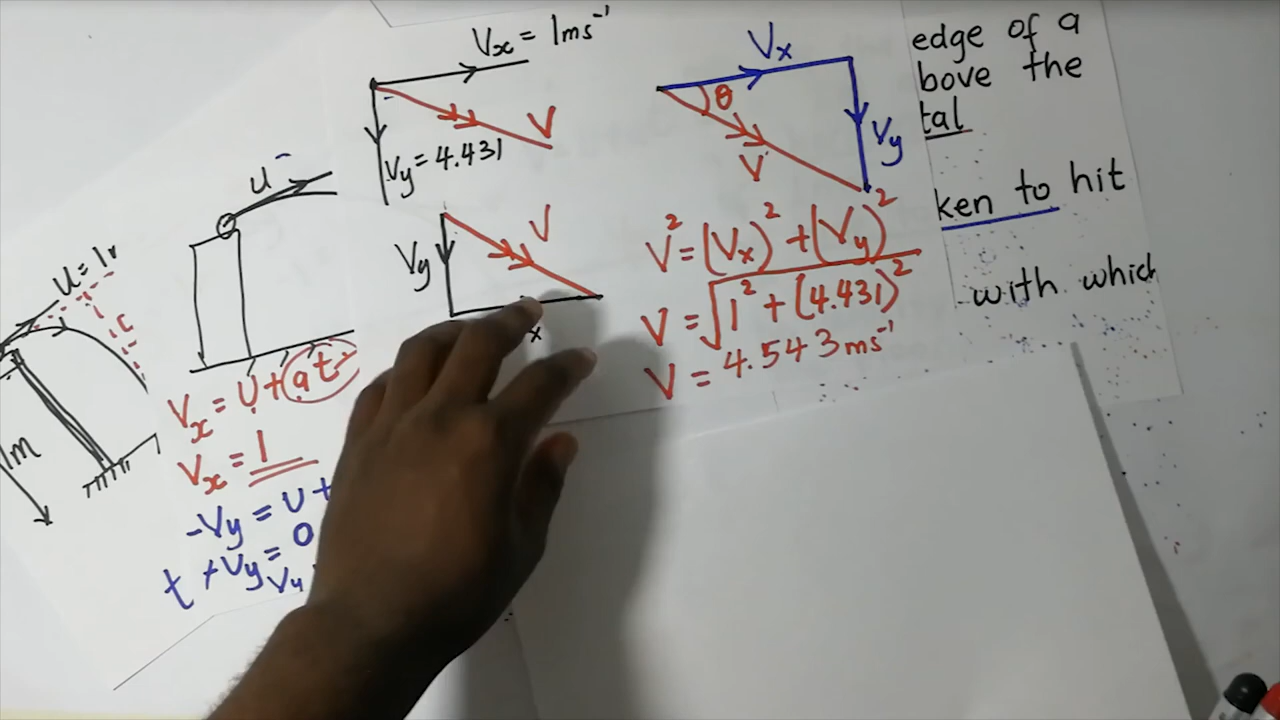 Vx = 1ms⁻¹
V
Vy = 4.431
Vx
θ
V
Vy
edge of a
bove the
tal
ken to hit
with which
U
U = 1
1m
Vy
V
x
V² = (Vx)² + (Vy)²
V = √1² + (4.431)²
V = 4.543ms⁻¹
Vx = U + at
Vx = 1
-Vy = U +
t +Vy = 0
Vy